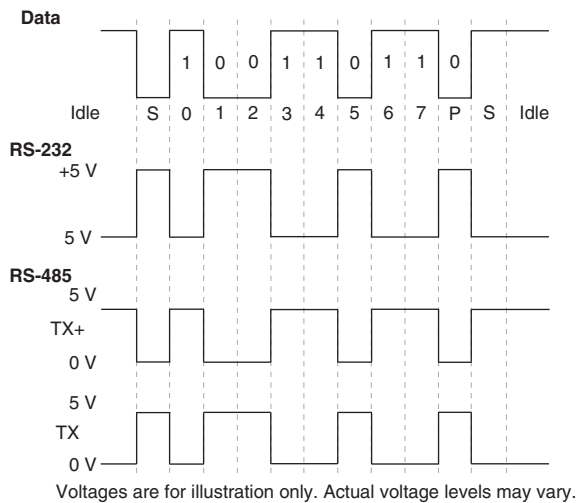 Data
1 0 0 1 1 0 1 1 0
Idle S 0 1 2 3 4 5 6 7 P S Idle
RS-232
+5 V
5 V
RS-485
5 V
TX+
0 V
5 V
TX
0 V
Voltages are for illustration only. Actual voltage levels may vary.